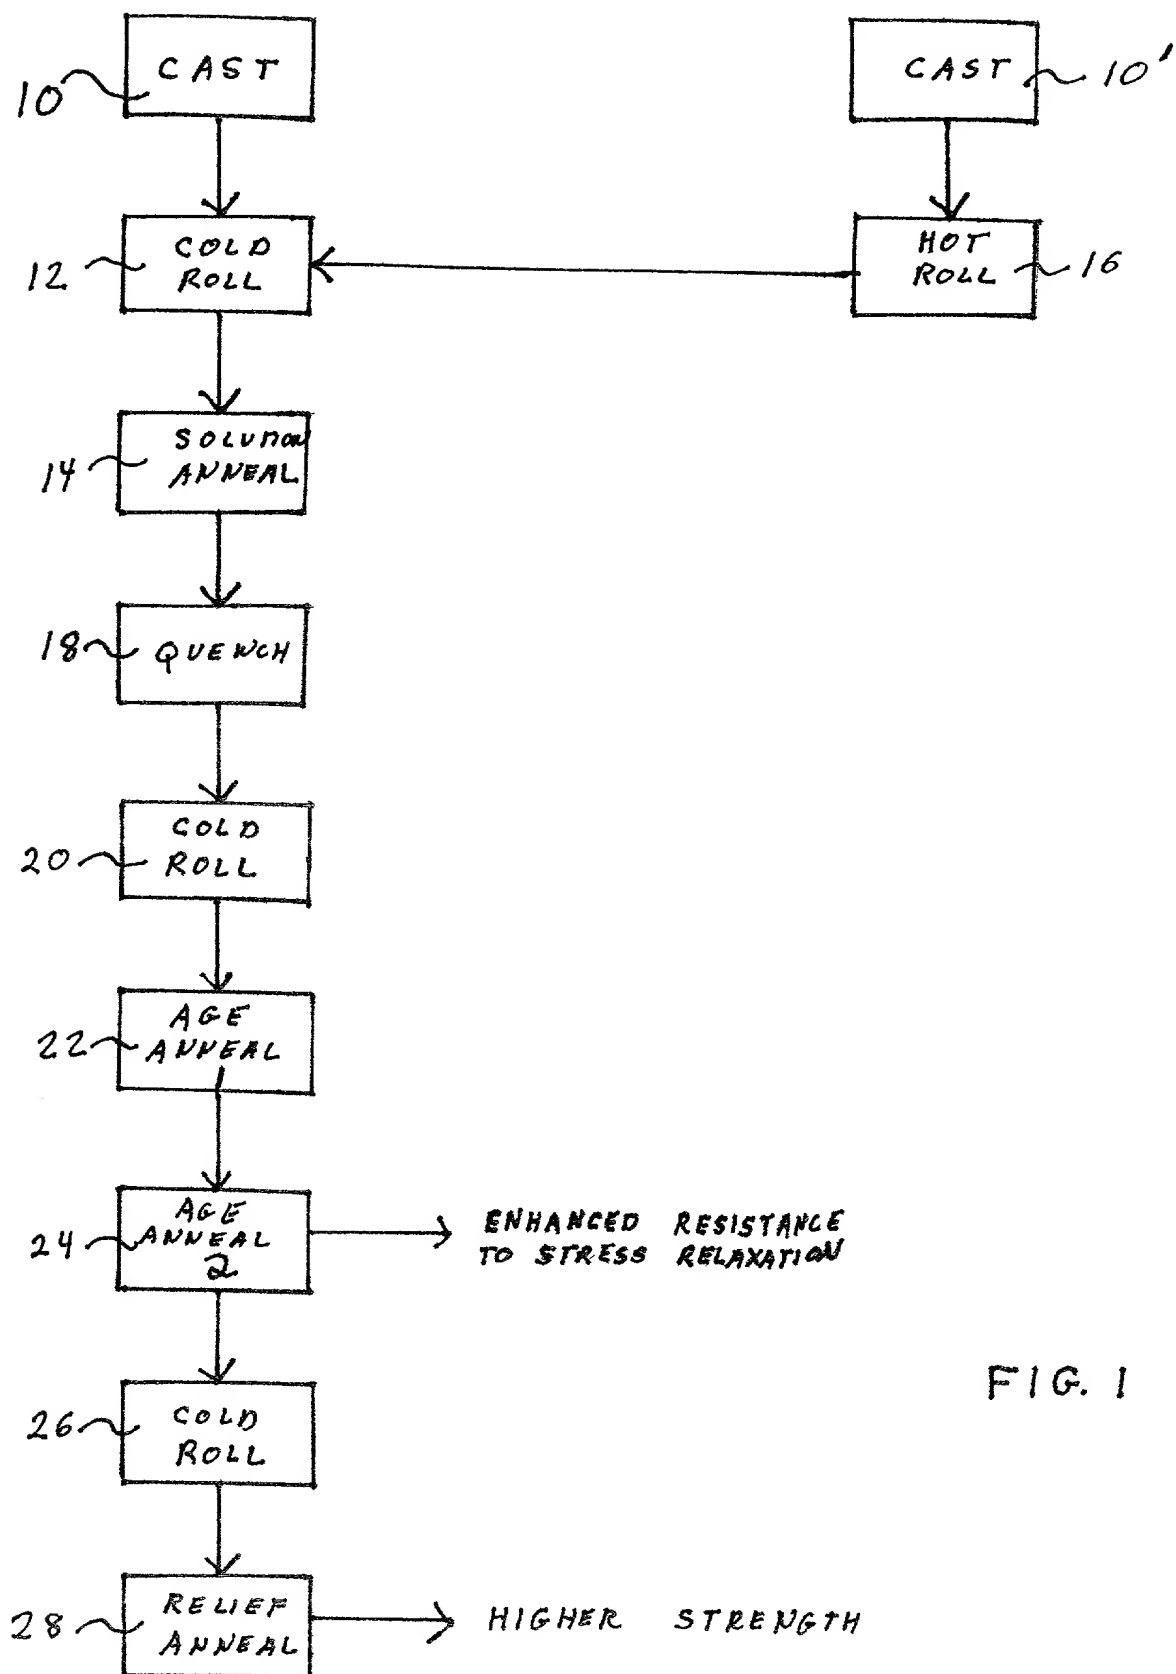 CAST
10
CAST
10'
COLD
ROLL
12
HOT
ROLL
16
SOLUTION
ANNEAL
14
QUENCH
18
COLD
ROLL
20
AGE
ANNEAL
1
22
AGE
ANNEAL
2
24
ENHANCED RESISTANCE
TO STRESS RELAXATION
COLD
ROLL
26
FIG. 1
RELIEF
ANNEAL
28
HIGHER STRENGTH